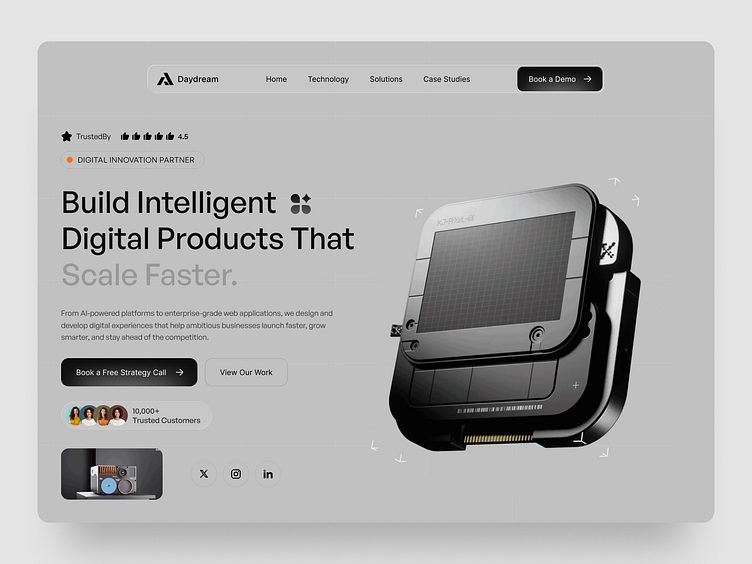 Daydream
Home
Technology
Solutions
Case Studies
Book a Demo
TrustedBy
4.5
DIGITAL INNOVATION PARTNER
Build Intelligent
Digital Products That
Scale Faster.
From AI-powered platforms to enterprise-grade web applications, we design and
develop digital experiences that help ambitious businesses launch faster, grow
smarter, and stay ahead of the competition.
Book a Free Strategy Call
View Our Work
10,000+
Trusted Customers